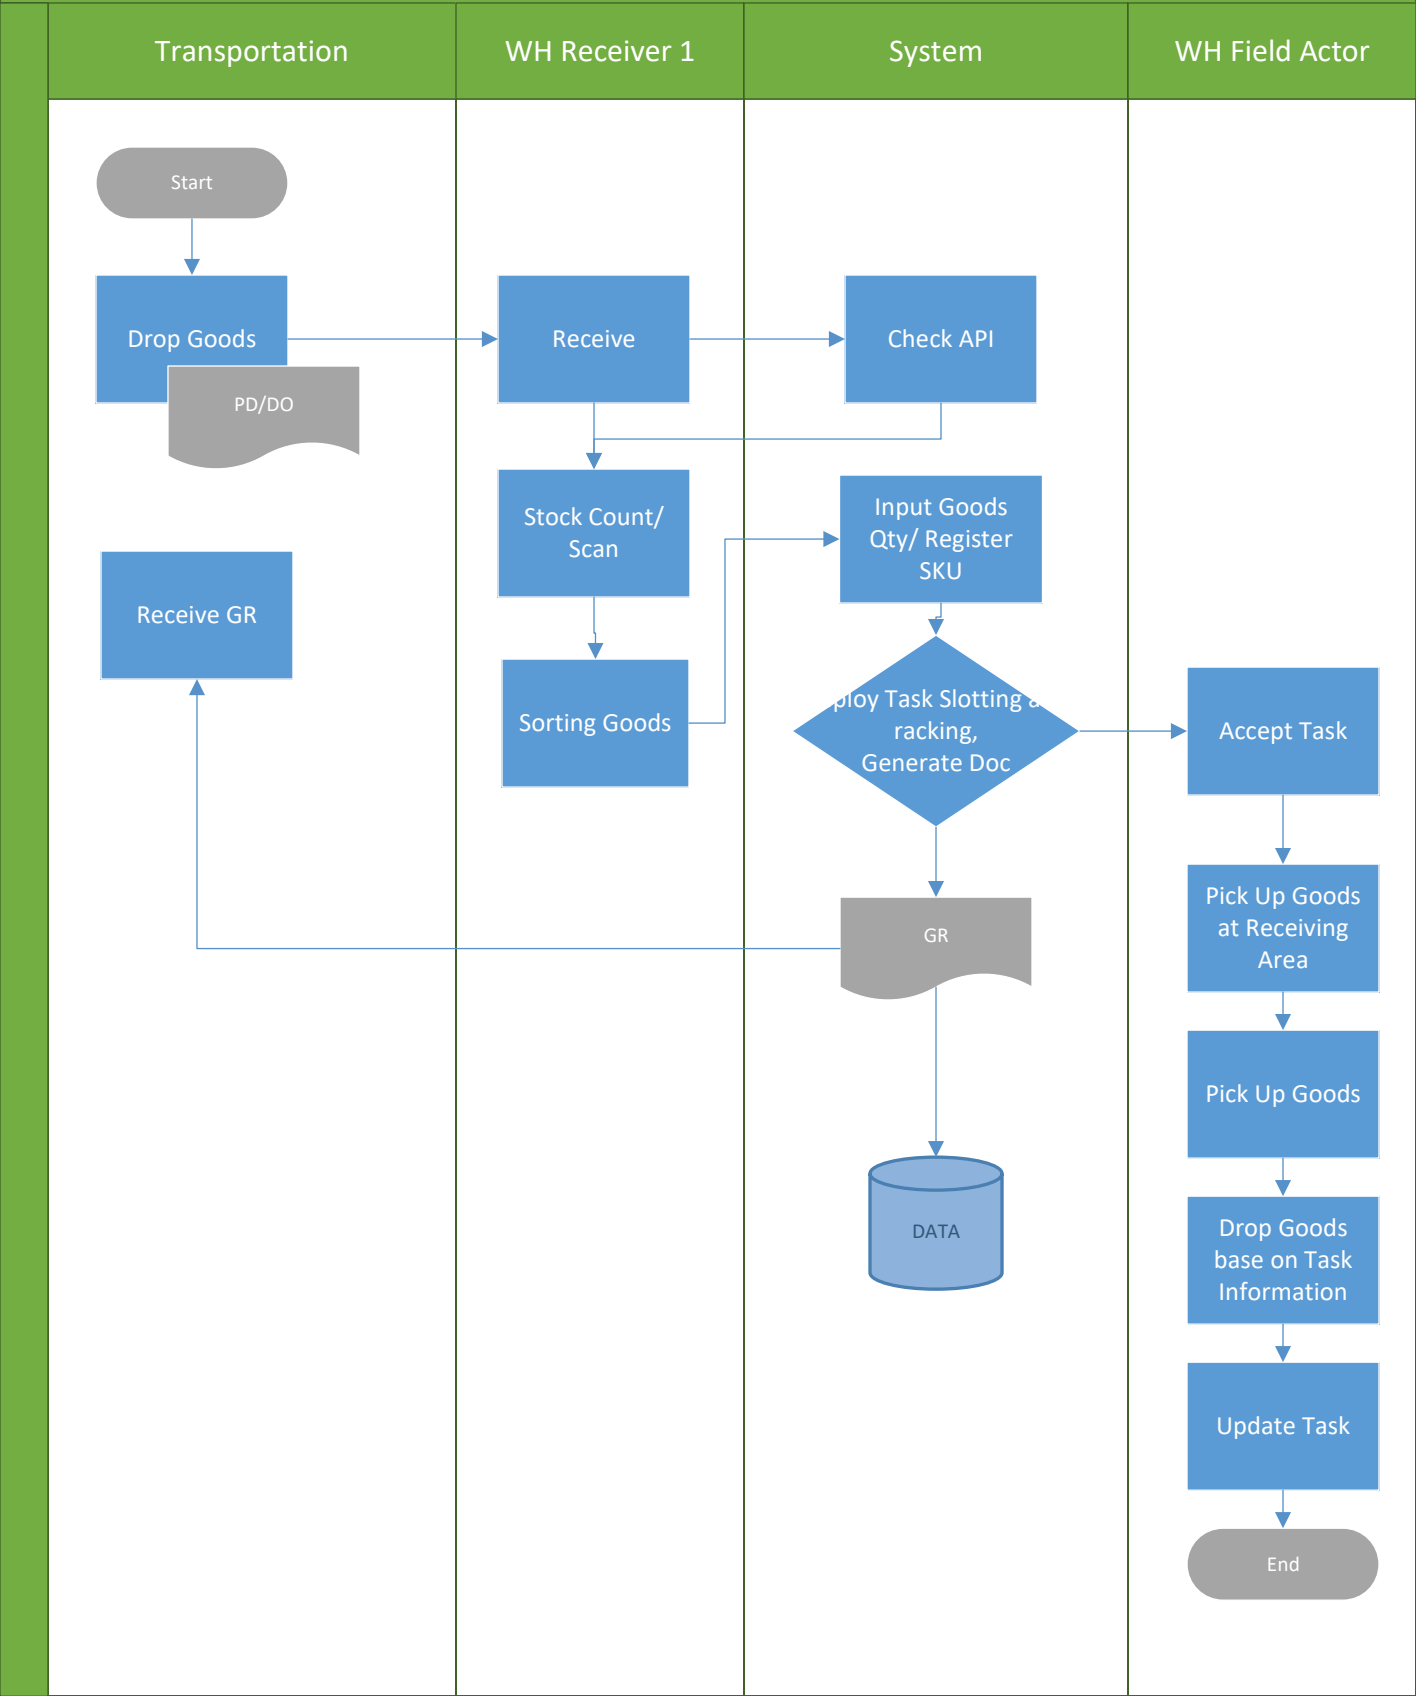 Transportation
WH Receiver 1
System
WH Field Actor
Start
Drop Goods
PD/DO
Receive
Check API
Stock Count/
Scan
Input Goods
Qty/ Register
SKU
Receive GR
Sorting Goods
Task Slotting
racking,
Generate Doc
Accept Task
GR
Pick Up Goods
at Receiving
Area
Pick Up Goods
DATA
Drop Goods
base on Task
Information
Update Task
End